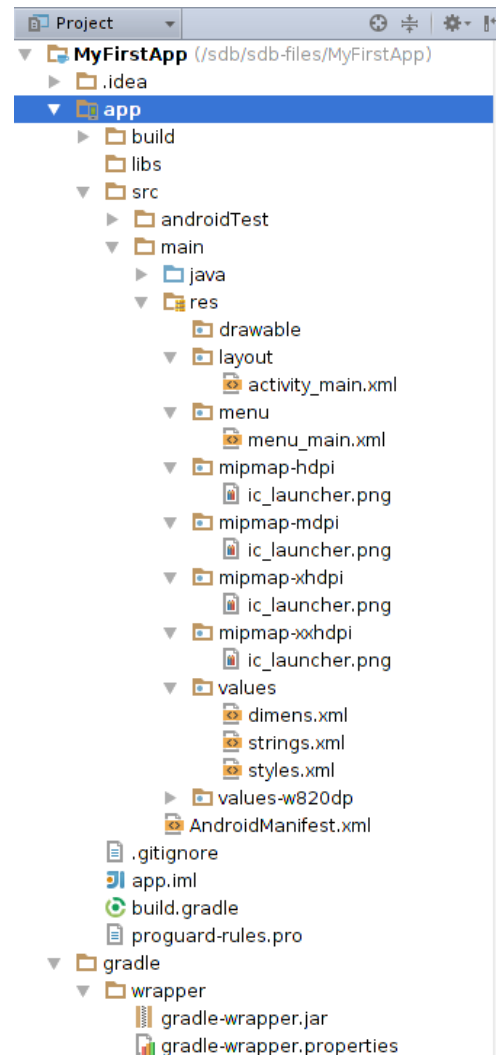 Project
MyFirstApp (/sdb/sdb-files/MyFirstApp)
.idea
app
build
libs
src
androidTest
main
java
res
drawable
layout
activity_main.xml
menu
menu_main.xml
mipmap-hdpi
ic_launcher.png
mipmap-mdpi
ic_launcher.png
mipmap-xhdpi
ic_launcher.png
mipmap-xxhdpi
ic_launcher.png
values
dimens.xml
strings.xml
styles.xml
values-w820dp
AndroidManifest.xml
.gitignore
app.iml
build.gradle
proguard-rules.pro
gradle
wrapper
gradle-wrapper.jar
gradle-wrapper.properties